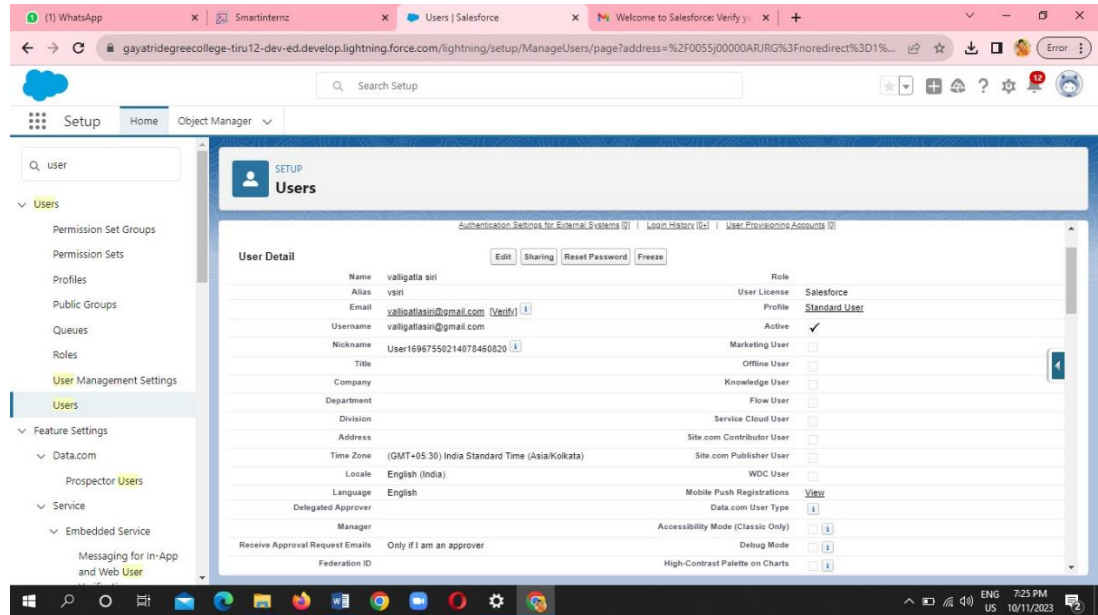 (1) WhatsApp
Smartinternz
Users | Salesforce
Welcome to Salesforce: Verify yo
gayatridegreecollege-tiru12-dev-ed.develop.lightning.force.com/lightning/setup/ManageUsers/page?address=%2F0055j00000ARJRG%3Fnoredirect%3D1%...
Error
Search Setup
12
Setup Home Object Manager
user
SETUP
Users
Users
Permission Set Groups
Permission Sets
Profiles
Public Groups
Queues
Roles
User Management Settings
Users
Feature Settings
Data.com
Prospector Users
Service
Embedded Service
Messaging for In-App
and Web User
Authentication Settings for External Systems [0] | Login History [0+] | User Provisioning Accounts [0]
User Detail Edit Sharing Reset Password Freeze
Name valligatla siri Role
Alias vsiri User License Salesforce
Email valligatlasiri@gmail.com [Verify] i Profile Standard User
Username valligatlasiri@gmail.com Active ✓
Nickname User16967550214078460820 i Marketing User
Title Offline User
Company Knowledge User
Department Flow User
Division Service Cloud User
Address Site.com Contributor User
Time Zone (GMT+05:30) India Standard Time (Asia/Kolkata) Site.com Publisher User
Locale English (India) WDC User
Language English Mobile Push Registrations View
Delegated Approver Data.com User Type i
Manager Accessibility Mode (Classic Only) i
Receive Approval Request Emails Only if I am an approver Debug Mode i
Federation ID High-Contrast Palette on Charts i
ENG 7:25 PM
US 10/11/2023
2